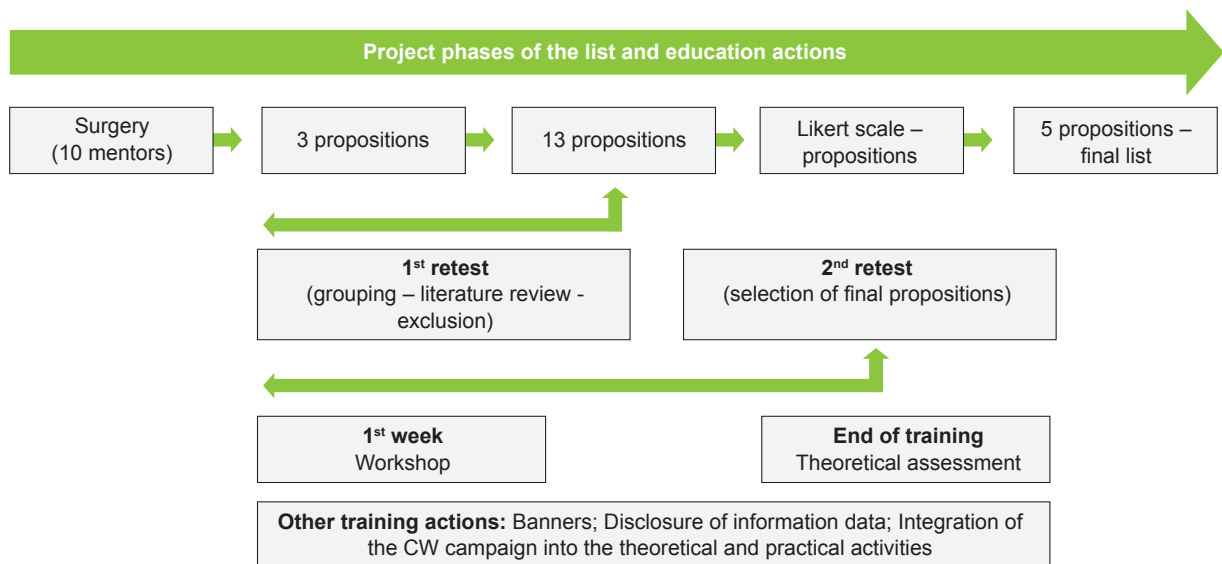 Project phases of the list and education actions
Surgery
(10 mentors)
3 propositions
13 propositions
Likert scale –
propositions
5 propositions –
final list
1st retest
(grouping – literature review -
exclusion)
2nd retest
(selection of final propositions)
1st week
Workshop
End of training
Theoretical assessment
Other training actions: Banners; Disclosure of information data; Integration of
the CW campaign into the theoretical and practical activities